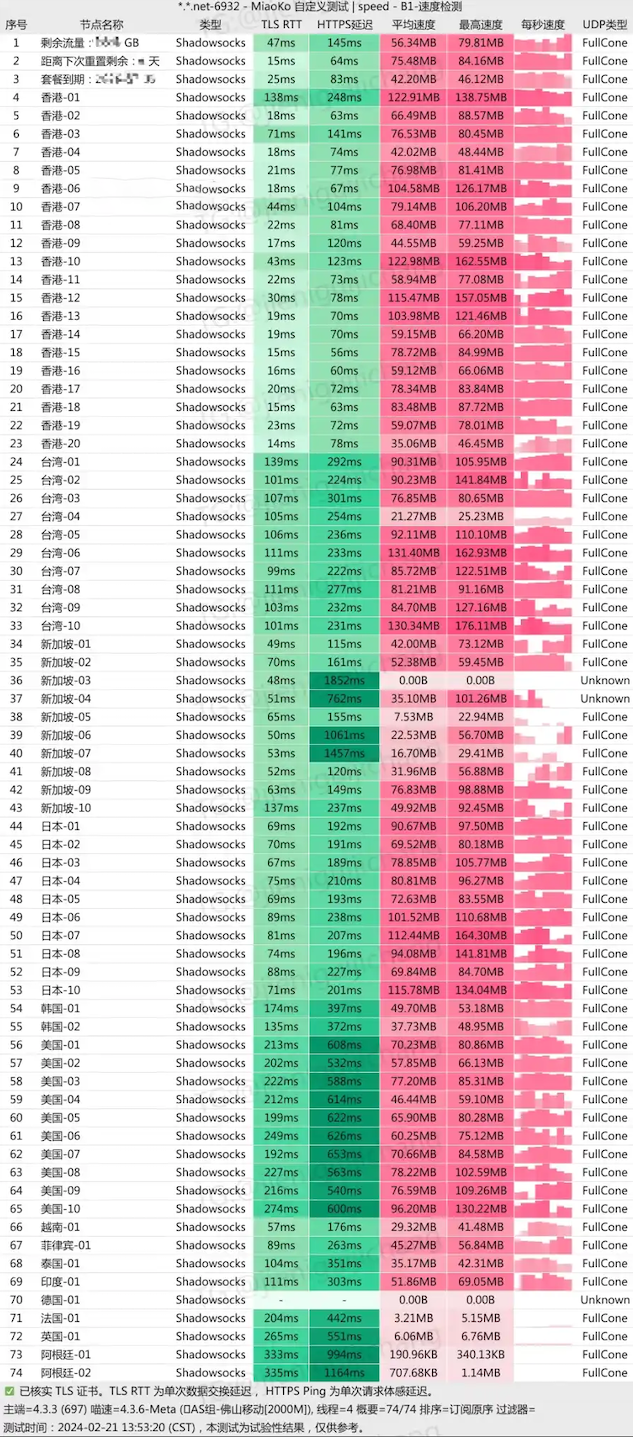 *.*.net-6932 - MiaoKo 自定义测试 | speed - B1-速度检测
序号 节点名称 类型 TLS RTT HTTPS延迟 平均速度 最高速度 每秒速度 UDP类型
1 剩余流量: GB Shadowsocks 47ms 145ms 56.34MB 79.81MB FullCone
2 距离下次重置剩余: 天 Shadowsocks 15ms 64ms 75.48MB 84.16MB FullCone
3 套餐到期: Shadowsocks 25ms 83ms 42.20MB 46.12MB FullCone
4 香港-01 Shadowsocks 138ms 248ms 122.91MB 138.75MB FullCone
5 香港-02 Shadowsocks 18ms 63ms 66.49MB 88.57MB FullCone
6 香港-03 Shadowsocks 71ms 141ms 76.53MB 80.45MB FullCone
7 香港-04 Shadowsocks 18ms 74ms 42.02MB 48.44MB FullCone
8 香港-05 Shadowsocks 21ms 77ms 76.98MB 81.41MB FullCone
9 香港-06 Shadowsocks 18ms 67ms 104.58MB 126.17MB FullCone
10 香港-07 Shadowsocks 44ms 104ms 79.14MB 106.20MB FullCone
11 香港-08 Shadowsocks 22ms 81ms 68.40MB 77.11MB FullCone
12 香港-09 Shadowsocks 17ms 120ms 44.55MB 59.25MB FullCone
13 香港-10 Shadowsocks 43ms 123ms 122.98MB 162.55MB FullCone
14 香港-11 Shadowsocks 22ms 73ms 58.94MB 77.08MB FullCone
15 香港-12 Shadowsocks 30ms 78ms 115.47MB 157.05MB FullCone
16 香港-13 Shadowsocks 19ms 70ms 103.98MB 121.46MB FullCone
17 香港-14 Shadowsocks 19ms 70ms 59.15MB 66.20MB FullCone
18 香港-15 Shadowsocks 15ms 56ms 78.72MB 84.99MB FullCone
19 香港-16 Shadowsocks 16ms 60ms 59.12MB 66.06MB FullCone
20 香港-17 Shadowsocks 20ms 72ms 78.34MB 83.84MB FullCone
21 香港-18 Shadowsocks 15ms 63ms 83.48MB 87.72MB FullCone
22 香港-19 Shadowsocks 23ms 72ms 59.07MB 78.01MB FullCone
23 香港-20 Shadowsocks 14ms 78ms 35.06MB 46.45MB FullCone
24 台湾-01 Shadowsocks 139ms 292ms 90.31MB 105.95MB FullCone
25 台湾-02 Shadowsocks 101ms 224ms 90.23MB 141.84MB FullCone
26 台湾-03 Shadowsocks 107ms 301ms 76.85MB 80.65MB FullCone
27 台湾-04 Shadowsocks 105ms 254ms 21.27MB 25.23MB FullCone
28 台湾-05 Shadowsocks 106ms 236ms 92.11MB 110.10MB FullCone
29 台湾-06 Shadowsocks 111ms 233ms 131.40MB 162.93MB FullCone
30 台湾-07 Shadowsocks 99ms 222ms 85.72MB 122.51MB FullCone
31 台湾-08 Shadowsocks 111ms 277ms 81.21MB 91.16MB FullCone
32 台湾-09 Shadowsocks 103ms 232ms 84.70MB 127.16MB FullCone
33 台湾-10 Shadowsocks 101ms 231ms 130.34MB 176.11MB FullCone
34 新加坡-01 Shadowsocks 49ms 115ms 42.00MB 73.12MB FullCone
35 新加坡-02 Shadowsocks 70ms 161ms 52.38MB 59.45MB FullCone
36 新加坡-03 Shadowsocks 48ms 1852ms 0.00B 0.00B Unknown
37 新加坡-04 Shadowsocks 51ms 762ms 35.10MB 101.26MB Unknown
38 新加坡-05 Shadowsocks 65ms 155ms 7.53MB 22.94MB FullCone
39 新加坡-06 Shadowsocks 50ms 1061ms 22.53MB 56.70MB FullCone
40 新加坡-07 Shadowsocks 53ms 1457ms 16.70MB 29.41MB FullCone
41 新加坡-08 Shadowsocks 52ms 120ms 31.96MB 56.88MB FullCone
42 新加坡-09 Shadowsocks 63ms 149ms 76.83MB 98.88MB FullCone
43 新加坡-10 Shadowsocks 137ms 237ms 49.92MB 92.45MB FullCone
44 日本-01 Shadowsocks 69ms 192ms 90.67MB 97.50MB FullCone
45 日本-02 Shadowsocks 70ms 191ms 69.52MB 80.18MB FullCone
46 日本-03 Shadowsocks 67ms 189ms 78.85MB 105.77MB FullCone
47 日本-04 Shadowsocks 75ms 210ms 80.81MB 96.27MB FullCone
48 日本-05 Shadowsocks 69ms 193ms 72.63MB 83.55MB FullCone
49 日本-06 Shadowsocks 89ms 238ms 101.52MB 110.68MB FullCone
50 日本-07 Shadowsocks 81ms 207ms 112.44MB 164.30MB FullCone
51 日本-08 Shadowsocks 74ms 196ms 94.08MB 141.81MB FullCone
52 日本-09 Shadowsocks 88ms 227ms 69.84MB 84.70MB FullCone
53 日本-10 Shadowsocks 71ms 201ms 115.78MB 134.04MB FullCone
54 韩国-01 Shadowsocks 174ms 397ms 49.70MB 53.18MB FullCone
55 韩国-02 Shadowsocks 135ms 372ms 37.73MB 48.95MB FullCone
56 美国-01 Shadowsocks 213ms 608ms 70.23MB 80.86MB FullCone
57 美国-02 Shadowsocks 202ms 532ms 57.85MB 66.13MB FullCone
58 美国-03 Shadowsocks 222ms 588ms 77.20MB 85.31MB FullCone
59 美国-04 Shadowsocks 212ms 614ms 46.44MB 59.10MB FullCone
60 美国-05 Shadowsocks 199ms 622ms 65.90MB 80.28MB FullCone
61 美国-06 Shadowsocks 249ms 626ms 60.25MB 75.12MB FullCone
62 美国-07 Shadowsocks 192ms 653ms 70.66MB 84.58MB FullCone
63 美国-08 Shadowsocks 227ms 563ms 78.22MB 102.59MB FullCone
64 美国-09 Shadowsocks 216ms 540ms 76.59MB 109.26MB FullCone
65 美国-10 Shadowsocks 274ms 600ms 96.20MB 130.22MB FullCone
66 越南-01 Shadowsocks 57ms 176ms 29.32MB 41.48MB FullCone
67 菲律宾-01 Shadowsocks 89ms 263ms 45.27MB 56.84MB FullCone
68 泰国-01 Shadowsocks 104ms 351ms 35.17MB 42.31MB FullCone
69 印度-01 Shadowsocks 111ms 303ms 51.86MB 69.05MB FullCone
70 德国-01 Shadowsocks - - 0.00B 0.00B Unknown
71 法国-01 Shadowsocks 204ms 442ms 3.21MB 5.15MB FullCone
72 英国-01 Shadowsocks 265ms 551ms 6.06MB 6.76MB FullCone
73 阿根廷-01 Shadowsocks 333ms 994ms 190.96KB 340.13KB FullCone
74 阿根廷-02 Shadowsocks 335ms 1164ms 707.68KB 1.14MB FullCone
✅ 已核实 TLS 证书。TLS RTT 为单次数据交换延迟，HTTPS Ping 为单次请求体感延迟。
主端=4.3.3 (697) 喵速=4.3.6-Meta (AS组-佛山移动[2000M]), 线程=4 概要=74/74 排序=订阅原序 过滤器=
测试时间：2024-02-21 13:53:20 (CST)，本测试为试验性结果，仅供参考。